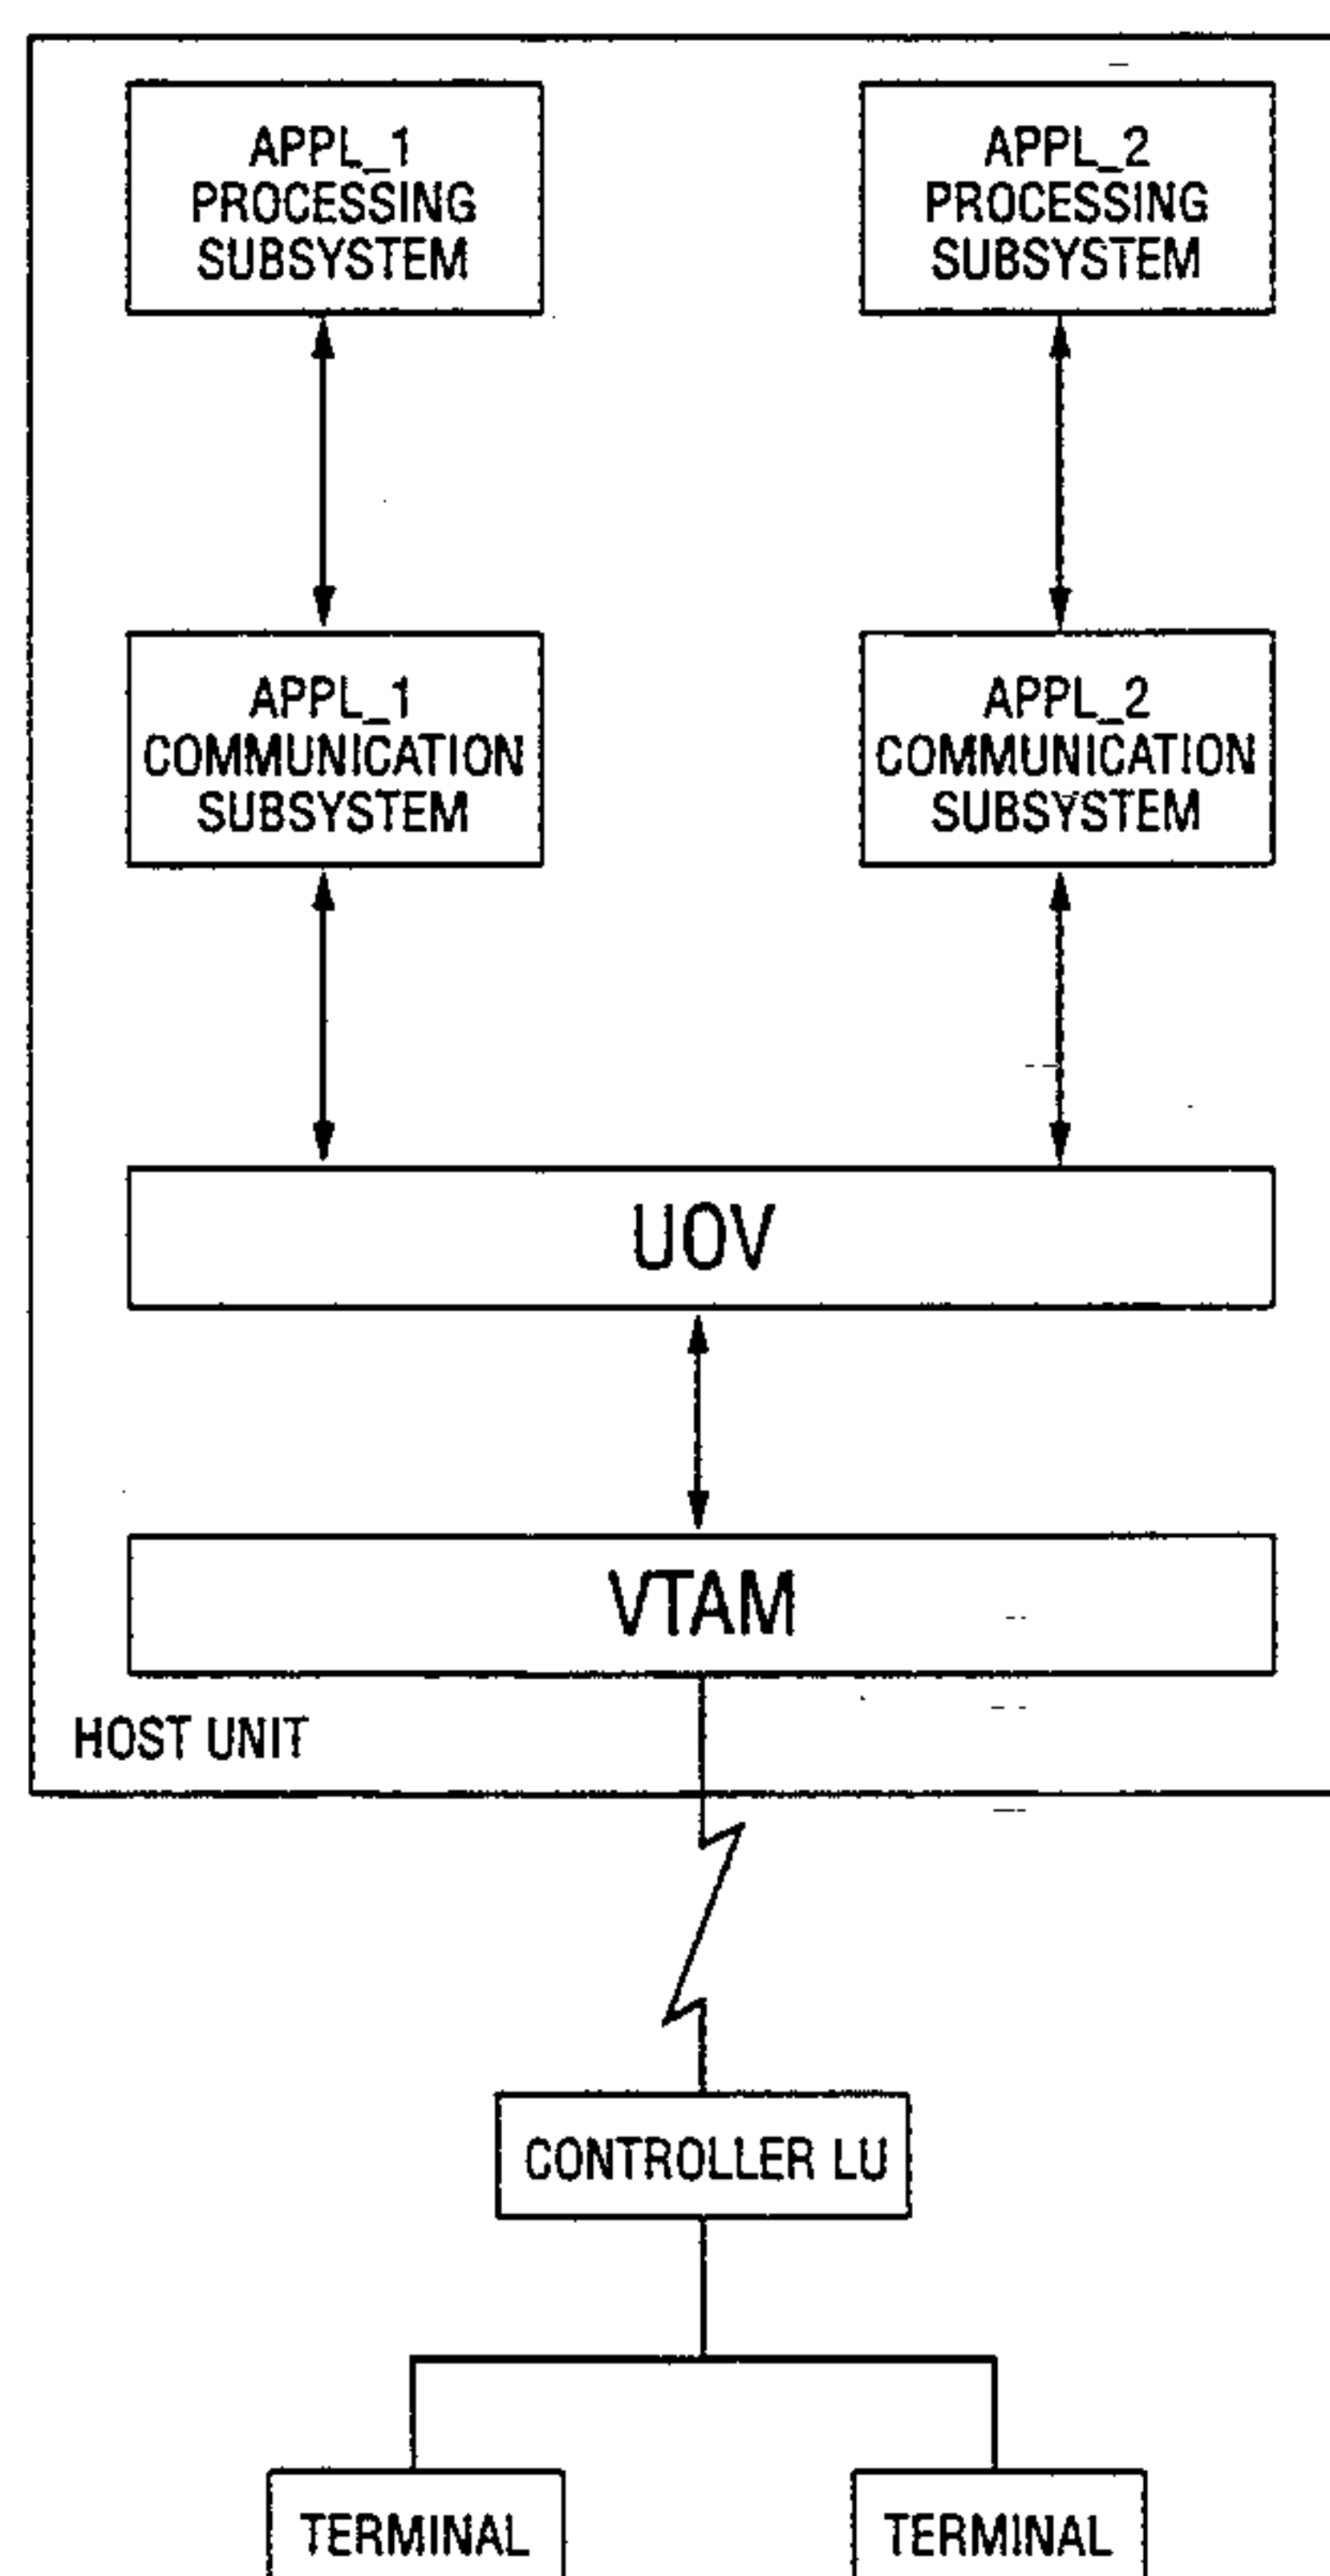 APPL_1
PROCESSING
SUBSYSTEM
APPL_2
PROCESSING
SUBSYSTEM
APPL_1
COMMUNICATION
SUBSYSTEM
APPL_2
COMMUNICATION
SUBSYSTEM
UOV
VTAM
HOST UNIT
CONTROLLER LU
TERMINAL
TERMINAL